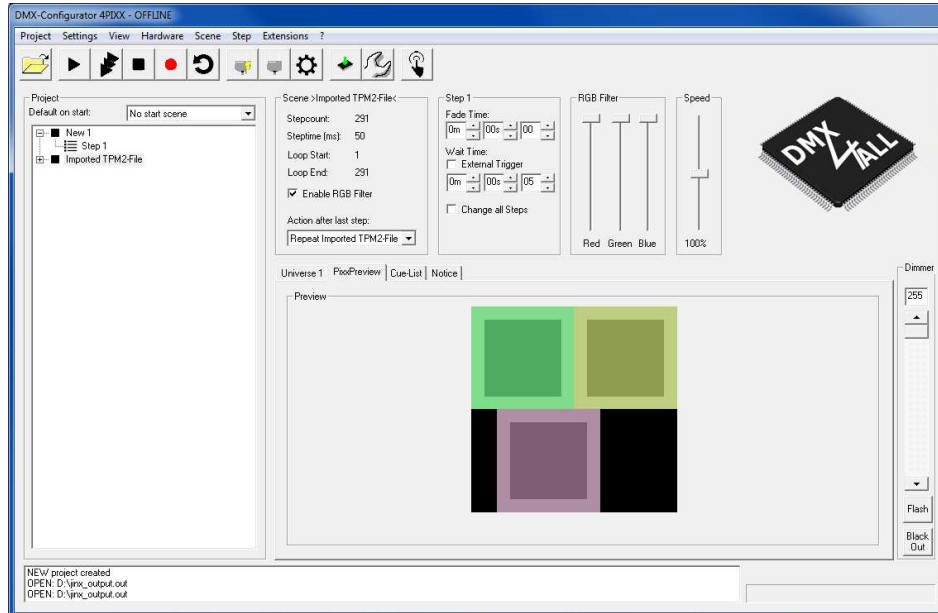 DMX-Configurator 4PIXX - OFFLINE
Project Settings View Hardware Scene Step Extensions ?
Project
Default on start: No start scene
New 1
Step 1
Imported TPM2-File
Scene >Imported TPM2-File<
Stepcount: 291
Steptime (ms): 50
Loop Start: 1
Loop End: 291
Enable RGB Filter
Action after last step:
Repeat Imported TPM2-File
Step 1
Fade Time:
0m 00s 00
Wait Time:
External Trigger
0m 00s 05
Change all Steps
RGB Filter
Red Green Blue
Speed
100%
DMX
4ALL
Universe 1 PixxPreview Cue-List Notice
Preview
Dimmer
255
Flash
Black
Out
NEW project created
OPEN: D:\jinx_output.out
OPEN: D:\jinx_output.out